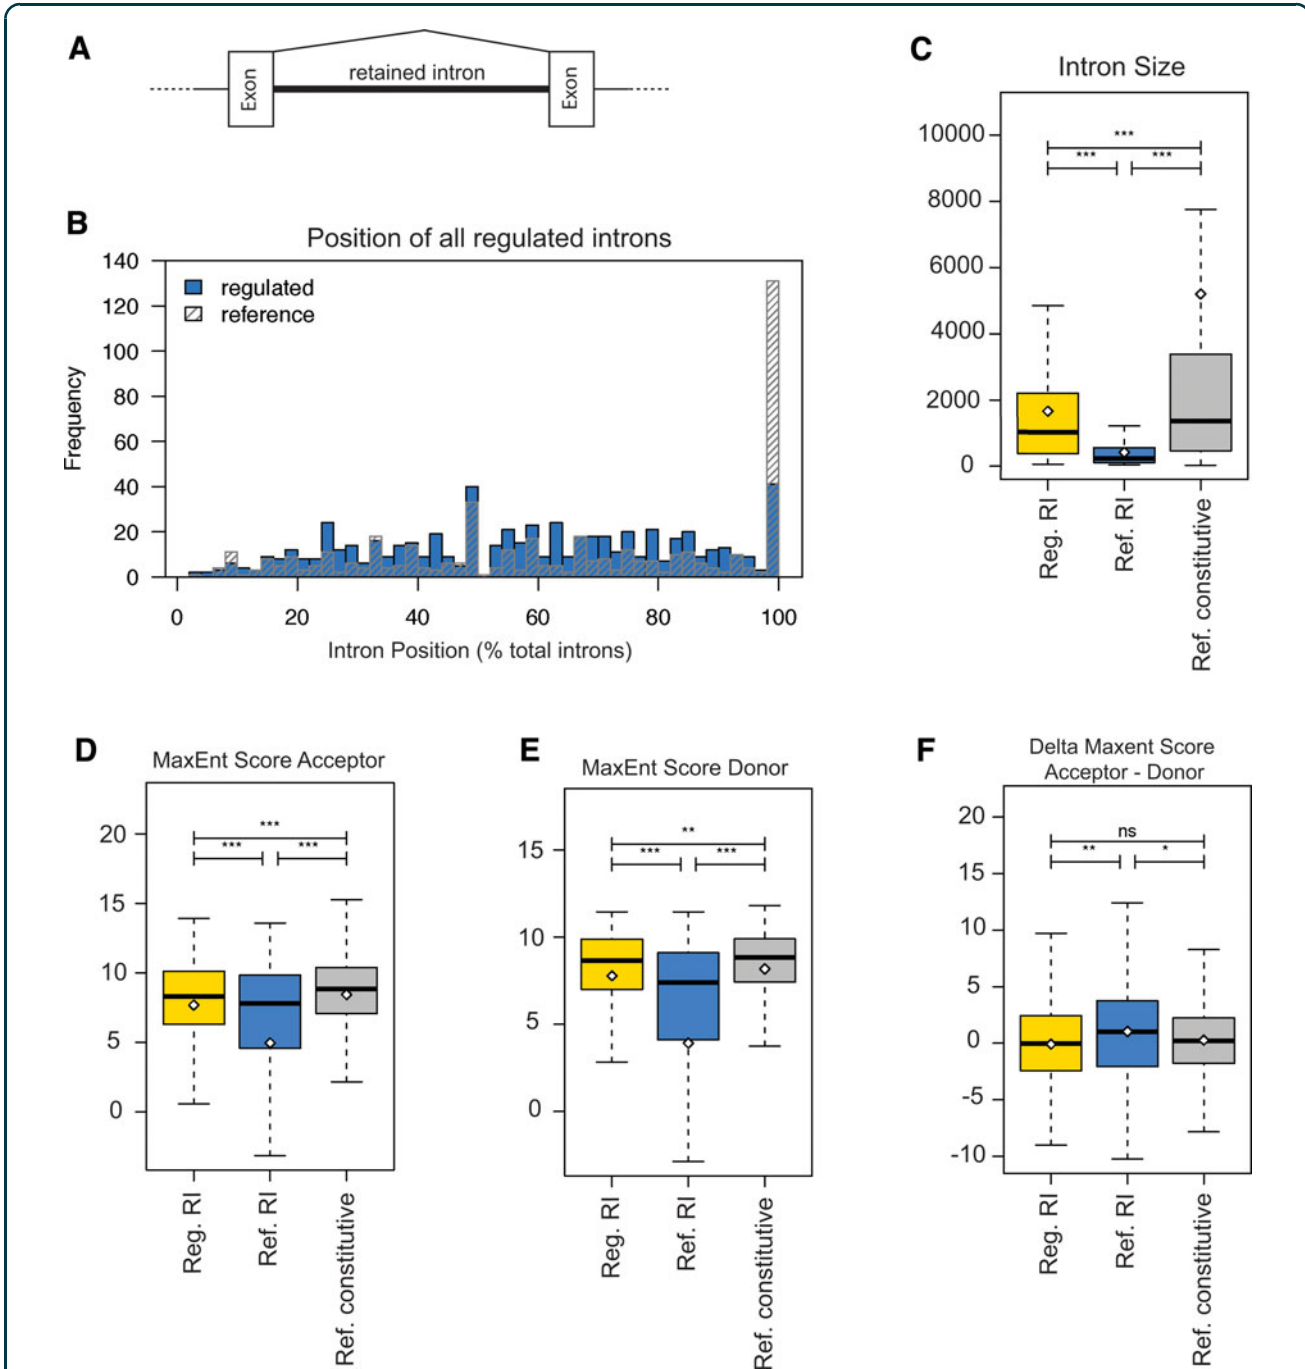 A
Exon
retained intron
Exon
B
Position of all regulated introns
regulated
reference
Frequency
140
120
100
80
60
40
20
0
0 20 40 60 80 100
Intron Position (% total introns)
C
Intron Size
10000
8000
6000
4000
2000
0
***
*** ***
Reg. RI
Ref. RI
Ref. constitutive
D
MaxEnt Score Acceptor
20
15
10
5
0
***
*** ***
Reg. RI
Ref. RI
Ref. constitutive
E
MaxEnt Score Donor
15
10
5
0
**
*** ***
Reg. RI
Ref. RI
Ref. constitutive
F
Delta Maxent Score
Acceptor - Donor
20
15
10
5
0
-5
-10
ns
** *
Reg. RI
Ref. RI
Ref. constitutive